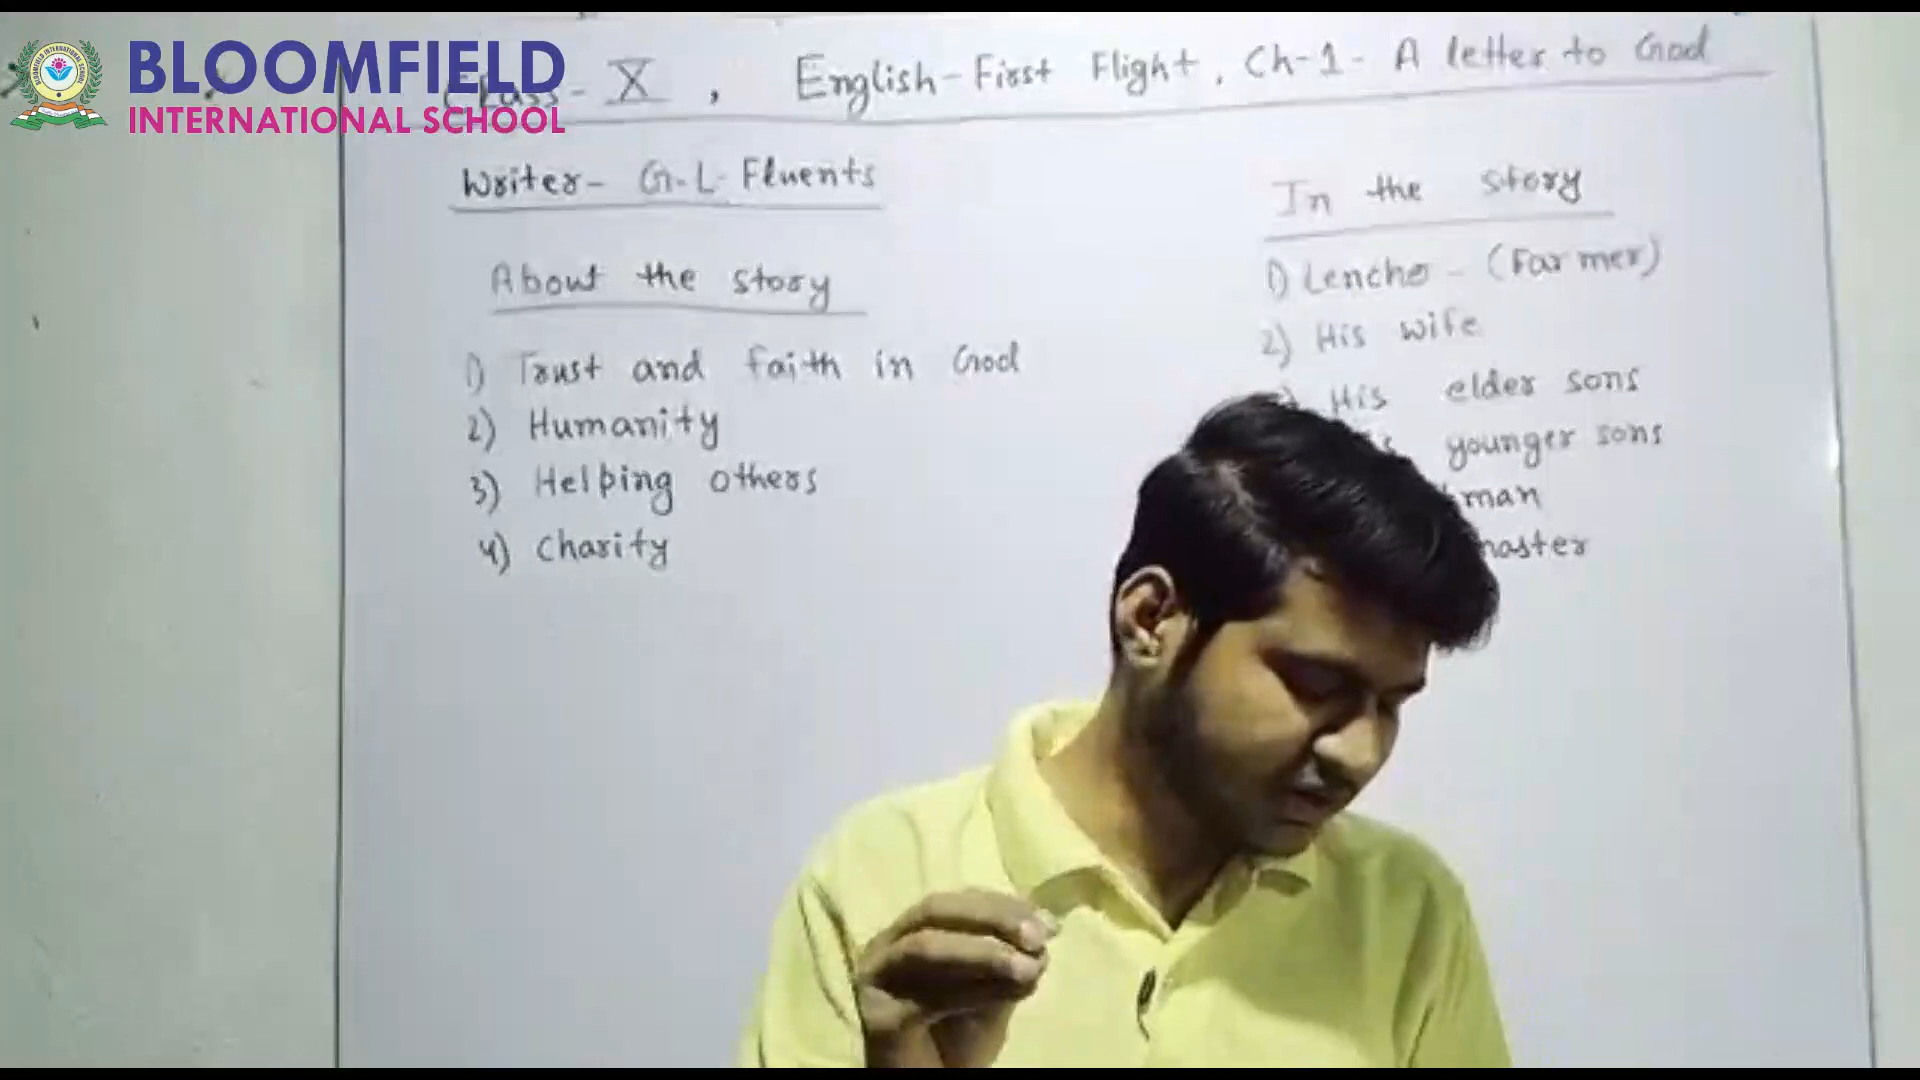 BLOOMFIELD
INTERNATIONAL SCHOOL
Class - X , English - First Flight , Ch-1 - A letter to God
Writer - G.L. Fluents
About the story
1) Trust and faith in God
2) Humanity
3) Helping others
4) Charity
In the story
1) Lencho - (Farmer)
2) His wife
His elder sons
younger sons
man
master